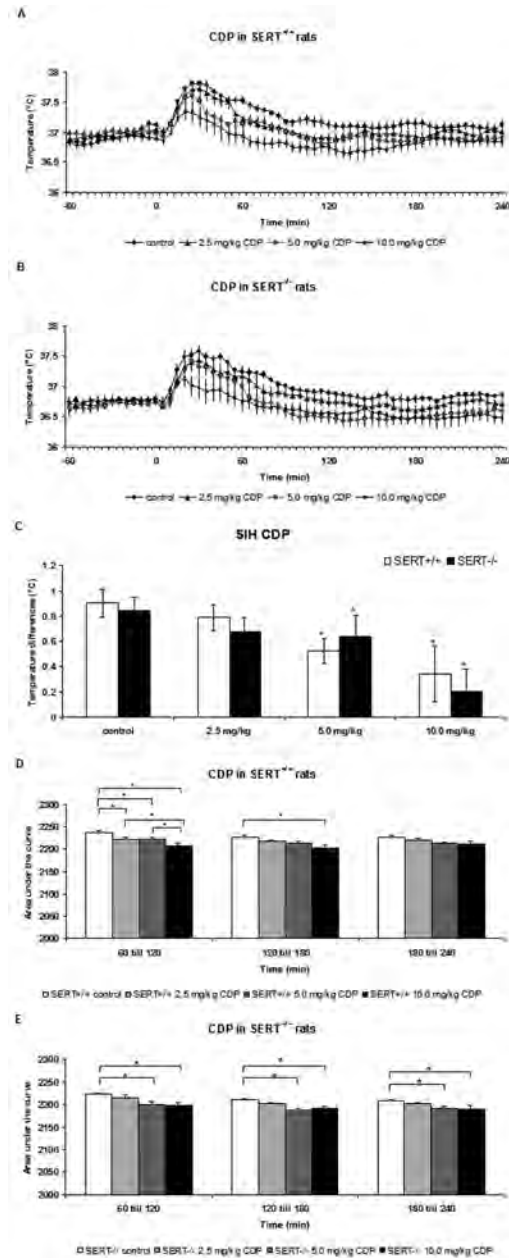 A
CDP in SERT+/+ rats
Temperature (°C)
38
37.5
37
36.5
36
-60 0 60 120 180 240
Time (min)
control 2.5 mg/kg CDP 5.0 mg/kg CDP 10.0 mg/kg CDP
B
CDP in SERT-/- rats
Temperature (°C)
38
37.5
37
36.5
36
-60 0 60 120 180 240
Time (min)
control 2.5 mg/kg CDP 5.0 mg/kg CDP 10.0 mg/kg CDP
C
SIH CDP
SERT+/+ SERT-/-
Temperature differences (°C)
1.2
1
0.8
0.6
0.4
0.2
0
* * *
control 2.5 mg/kg 5.0 mg/kg 10.0 mg/kg
D
CDP in SERT+/+ rats
Area under the curve
2300
2250
2200
2150
2100
2050
2000
* * * * * *
60 till 120 120 till 180 180 till 240
Time (min)
SERT+/+ control SERT+/+ 2.5 mg/kg CDP SERT+/+ 5.0 mg/kg CDP SERT+/+ 10.0 mg/kg CDP
E
CDP in SERT-/- rats
Area under the curve
2300
2250
2200
2150
2100
2050
2000
* * * * * *
60 till 120 120 till 180 180 till 240
Time (min)
SERT-/- control SERT-/- 2.5 mg/kg CDP SERT-/- 5.0 mg/kg CDP SERT-/- 10.0 mg/kg CDP